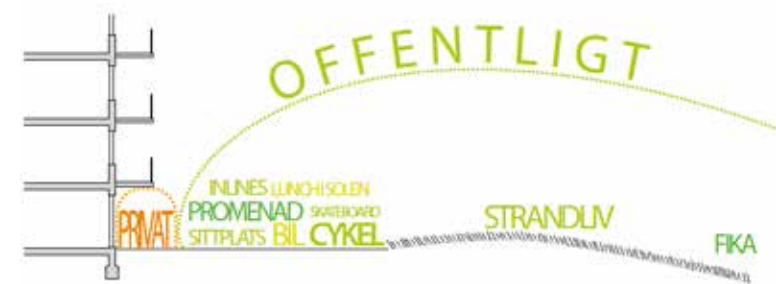 OFFENTLIGT
INLINES LUNCH I SOLEN
PRIVAT PROMENAD SKATEBOARD STRANDLIV
SITTPLATS BIL CYKEL FIKA